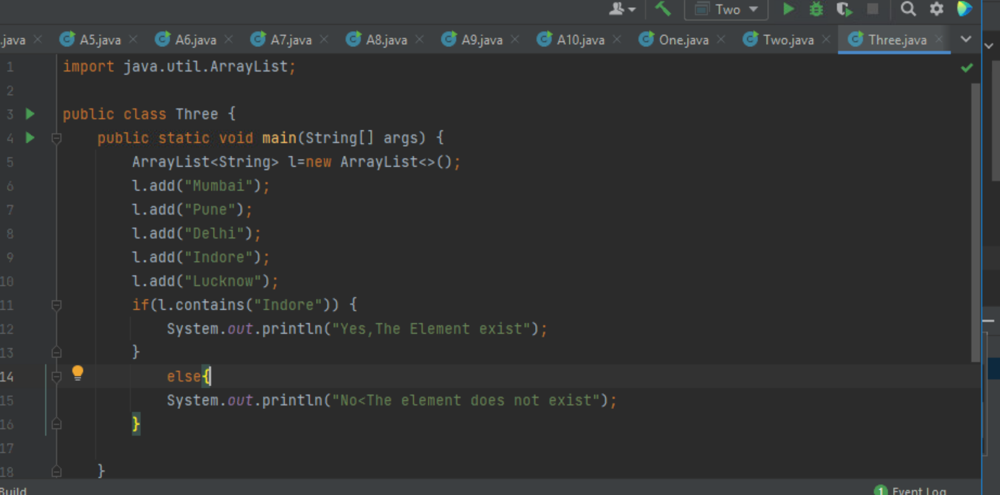 Two
.java A5.java A6.java A7.java A8.java A9.java A10.java One.java Two.java Three.java
1 import java.util.ArrayList;
2
3 public class Three {
4 public static void main(String[] args) {
5 ArrayList<String> l=new ArrayList<>();
6 l.add("Mumbai");
7 l.add("Pune");
8 l.add("Delhi");
9 l.add("Indore");
10 l.add("Lucknow");
11 if(l.contains("Indore")) {
12 System.out.println("Yes,The Element exist");
13 }
14 else{
15 System.out.println("No<The element does not exist");
16 }
17
18 }
Build 1 Event Log